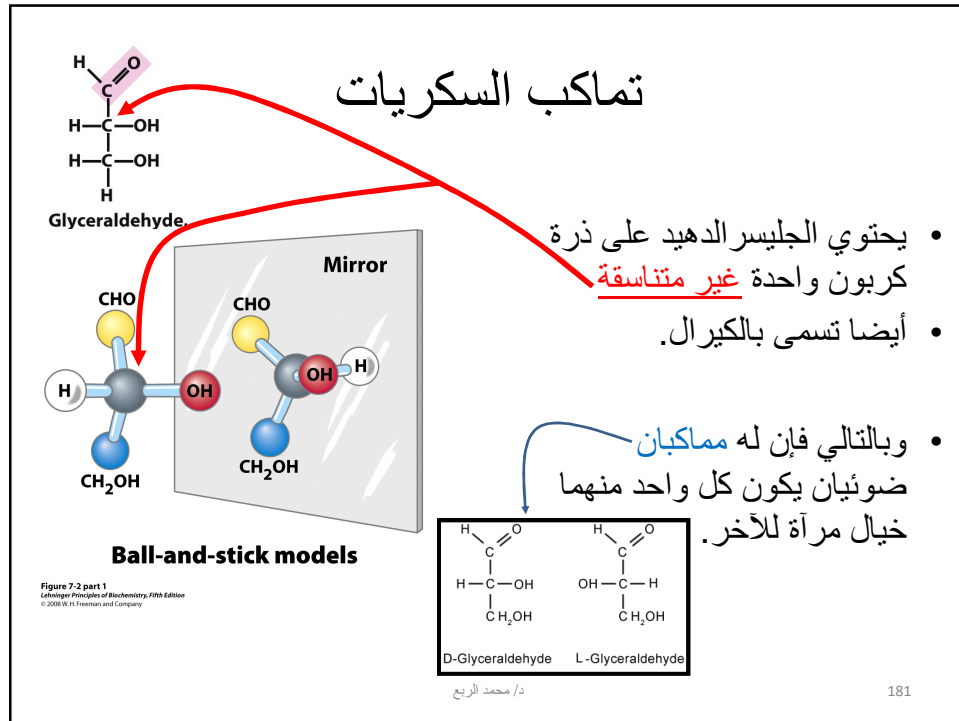 تماكب السكريات
H O
C
H—C—OH
H—C—OH
H
Glyceraldehyde.
• يحتوي الجليسرالدهيد على ذرة
كربون واحدة غير متناسقة
• أيضا تسمى بالكيرال.
• وبالتالي فإن له مماكبان
ضوئيان يكون كل واحد منهما
خيال مرآة للآخر.
Mirror
CHO
CHO
H
OH
OH
H
CH2OH
CH2OH
Ball-and-stick models
Figure 7-2 part 1
Lehninger Principles of Biochemistry, Fifth Edition
© 2008 W. H. Freeman and Company
H O H O
C C
H—C—OH OH—C—H
CH2OH CH2OH
D-Glyceraldehyde L-Glyceraldehyde
د/ محمد الربع
181